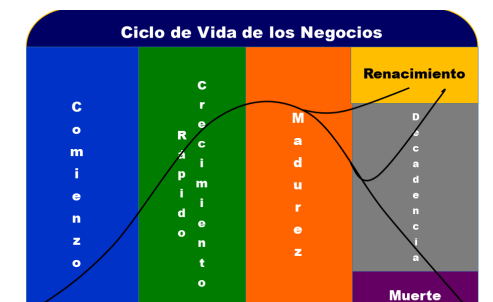 Ciclo de Vida de los Negocios
Comienzo
Rápido
Crecimiento
Madurez
Renacimiento
Decadencia
Muerte